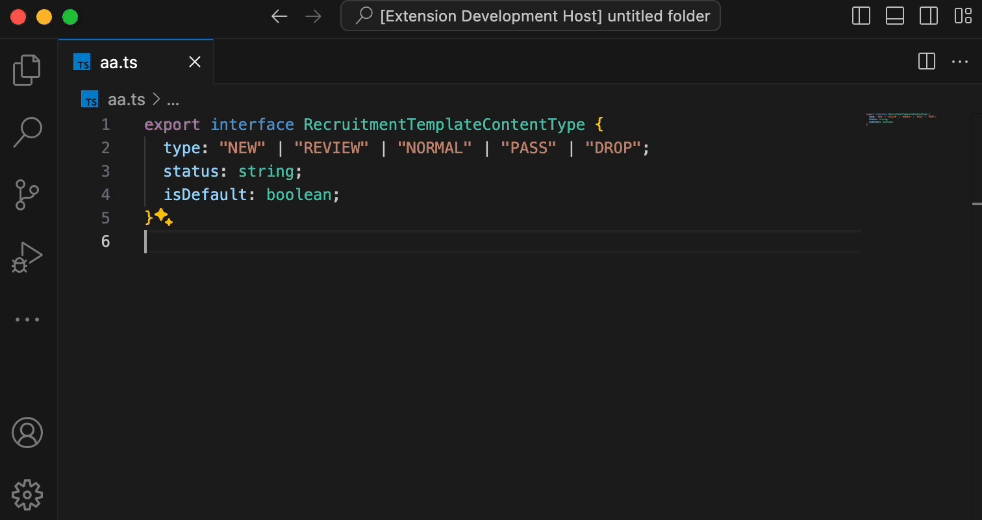 [Extension Development Host] untitled folder
TS aa.ts
TS aa.ts > ...
1 export interface RecruitmentTemplateContentType {
2 type: "NEW" | "REVIEW" | "NORMAL" | "PASS" | "DROP";
3 status: string;
4 isDefault: boolean;
5 }
6